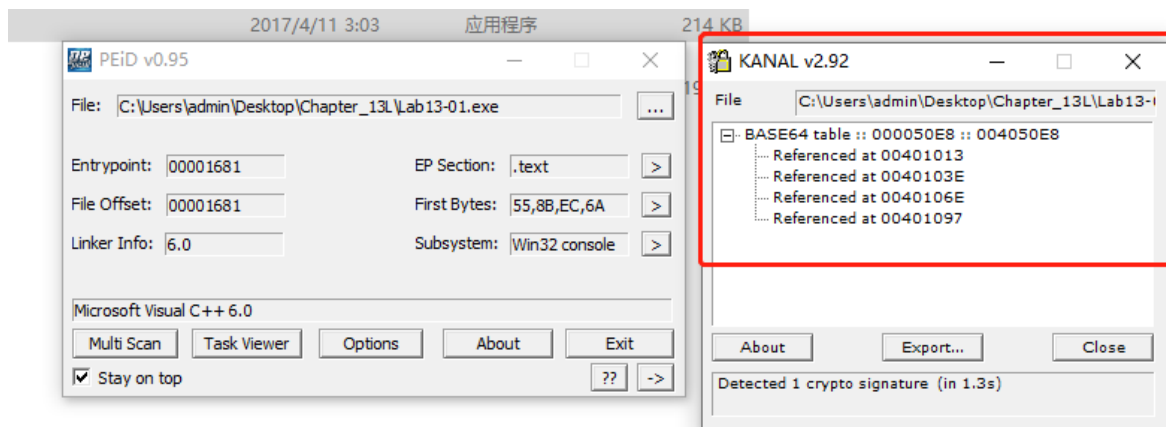 2017/4/11 3:03 应用程序 214 KB
PEiD v0.95
File: C:\Users\admin\Desktop\Chapter_13L\Lab13-01.exe ...
Entrypoint: 00001681 EP Section: .text >
File Offset: 00001681 First Bytes: 55,8B,EC,6A >
Linker Info: 6.0 Subsystem: Win32 console >
Microsoft Visual C++ 6.0
Multi Scan Task Viewer Options About Exit
Stay on top ?? ->
19
KANAL v2.92
File C:\Users\admin\Desktop\Chapter_13L\Lab13-
BASE64 table :: 000050E8 :: 004050E8
Referenced at 00401013
Referenced at 0040103E
Referenced at 0040106E
Referenced at 00401097
About Export... Close
Detected 1 crypto signature (in 1.3s)